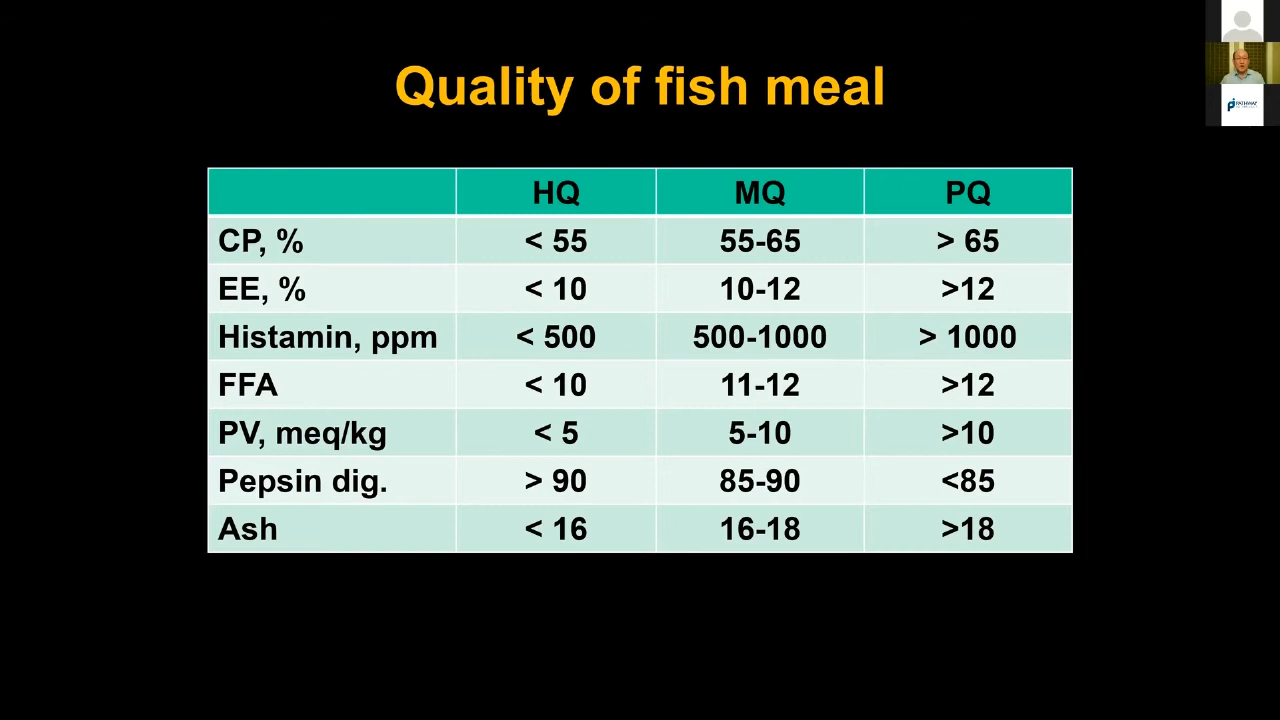 Quality of fish meal
HQ MQ PQ
CP, % < 55 55-65 > 65
EE, % < 10 10-12 >12
Histamin, ppm < 500 500-1000 > 1000
FFA < 10 11-12 >12
PV, meq/kg < 5 5-10 >10
Pepsin dig. > 90 85-90 <85
Ash < 16 16-18 >18
PATHWAY